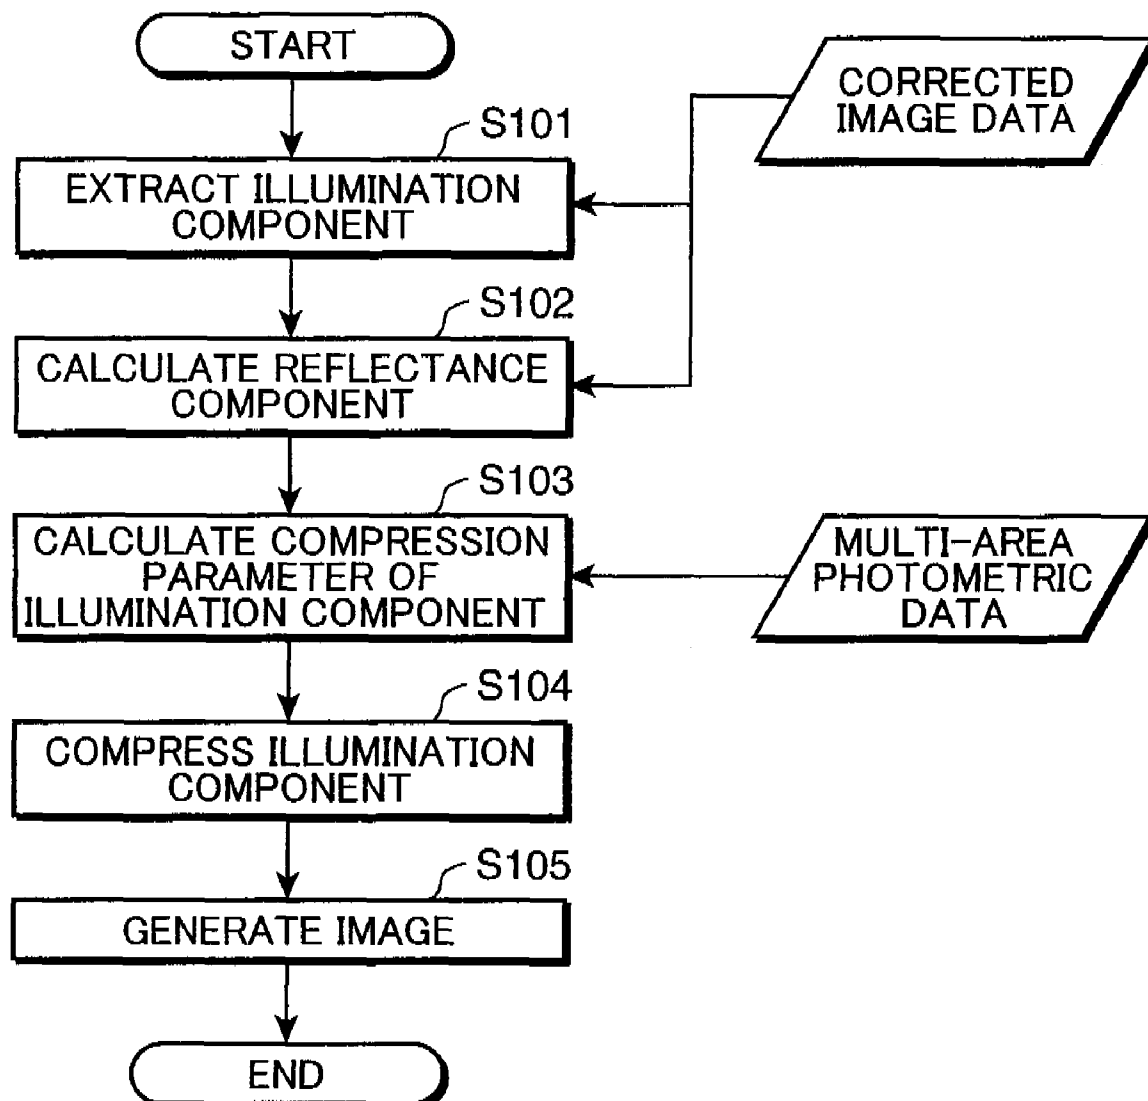 START
CORRECTED
IMAGE DATA
S101
EXTRACT ILLUMINATION
COMPONENT
S102
CALCULATE REFLECTANCE
COMPONENT
S103
CALCULATE COMPRESSION
PARAMETER OF
ILLUMINATION COMPONENT
MULTI-AREA
PHOTOMETRIC
DATA
S104
COMPRESS ILLUMINATION
COMPONENT
S105
GENERATE IMAGE
END